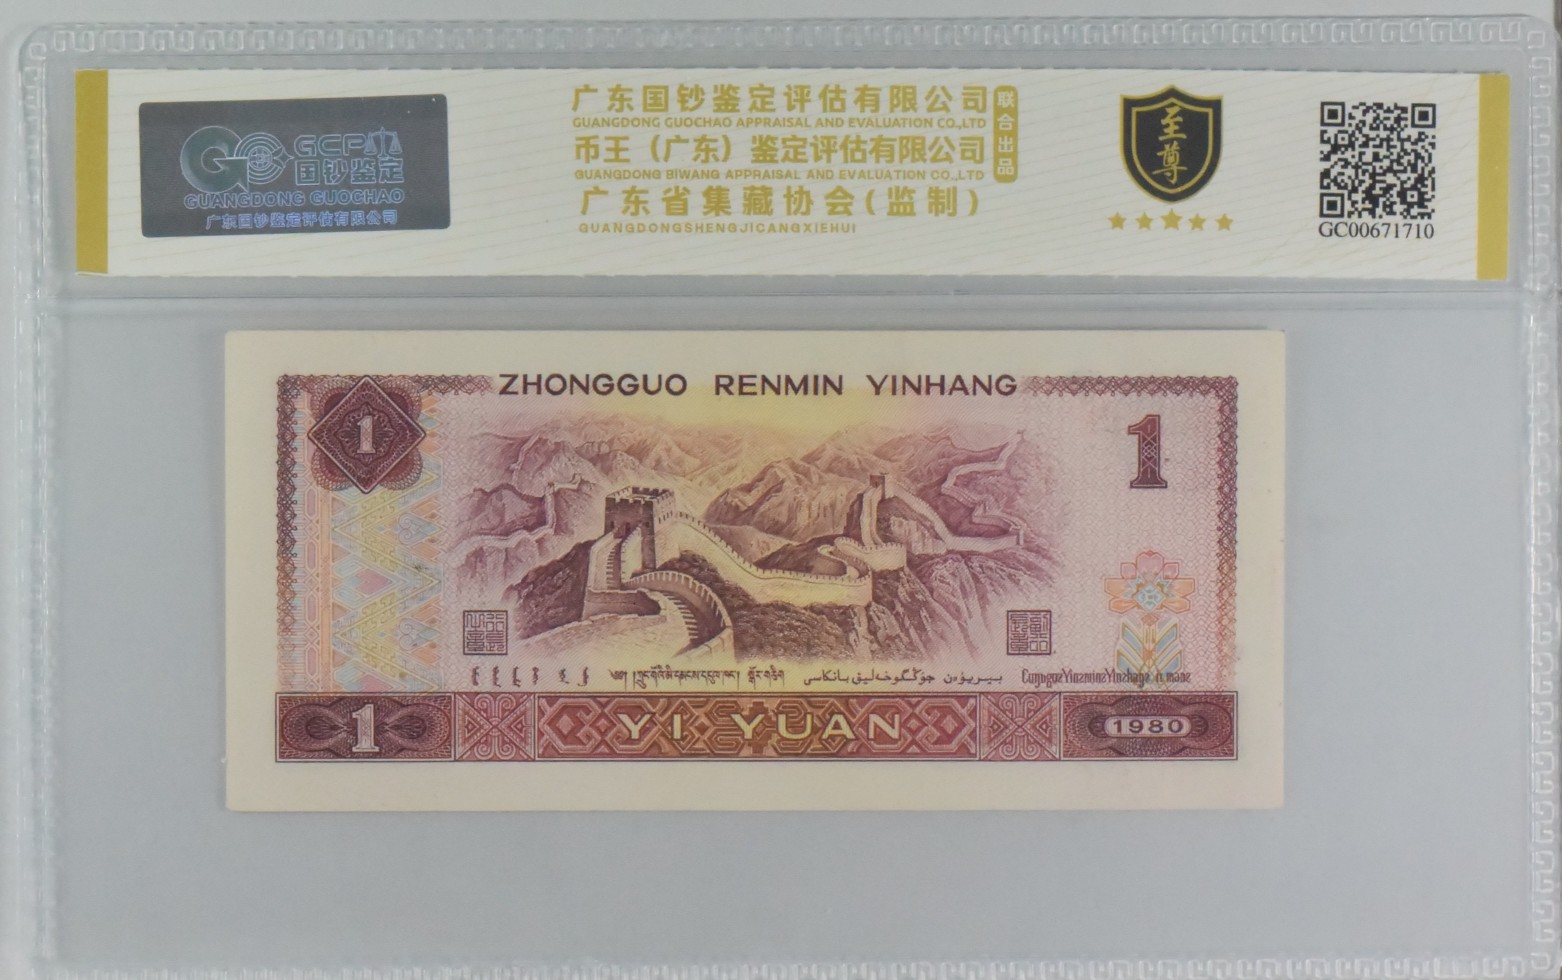 GCP
国钞鉴定
GUANGDONG GUOCHAO
广东国钞鉴定评估有限公司
广东国钞鉴定评估有限公司
GUANGDONG GUOCHAO APPRAISAL AND EVALUATION CO.,LTD
币王（广东）鉴定评估有限公司
GUANGDONG BIWANG APPRAISAL AND EVALUATION CO.,LTD
联合出品
广东省集藏协会(监制)
GUANGDONGSHENGJICANGXIEHUI
至尊
GC00671710
ZHONGGUO RENMIN YINHANG
1
1
1
YI YUAN
1980